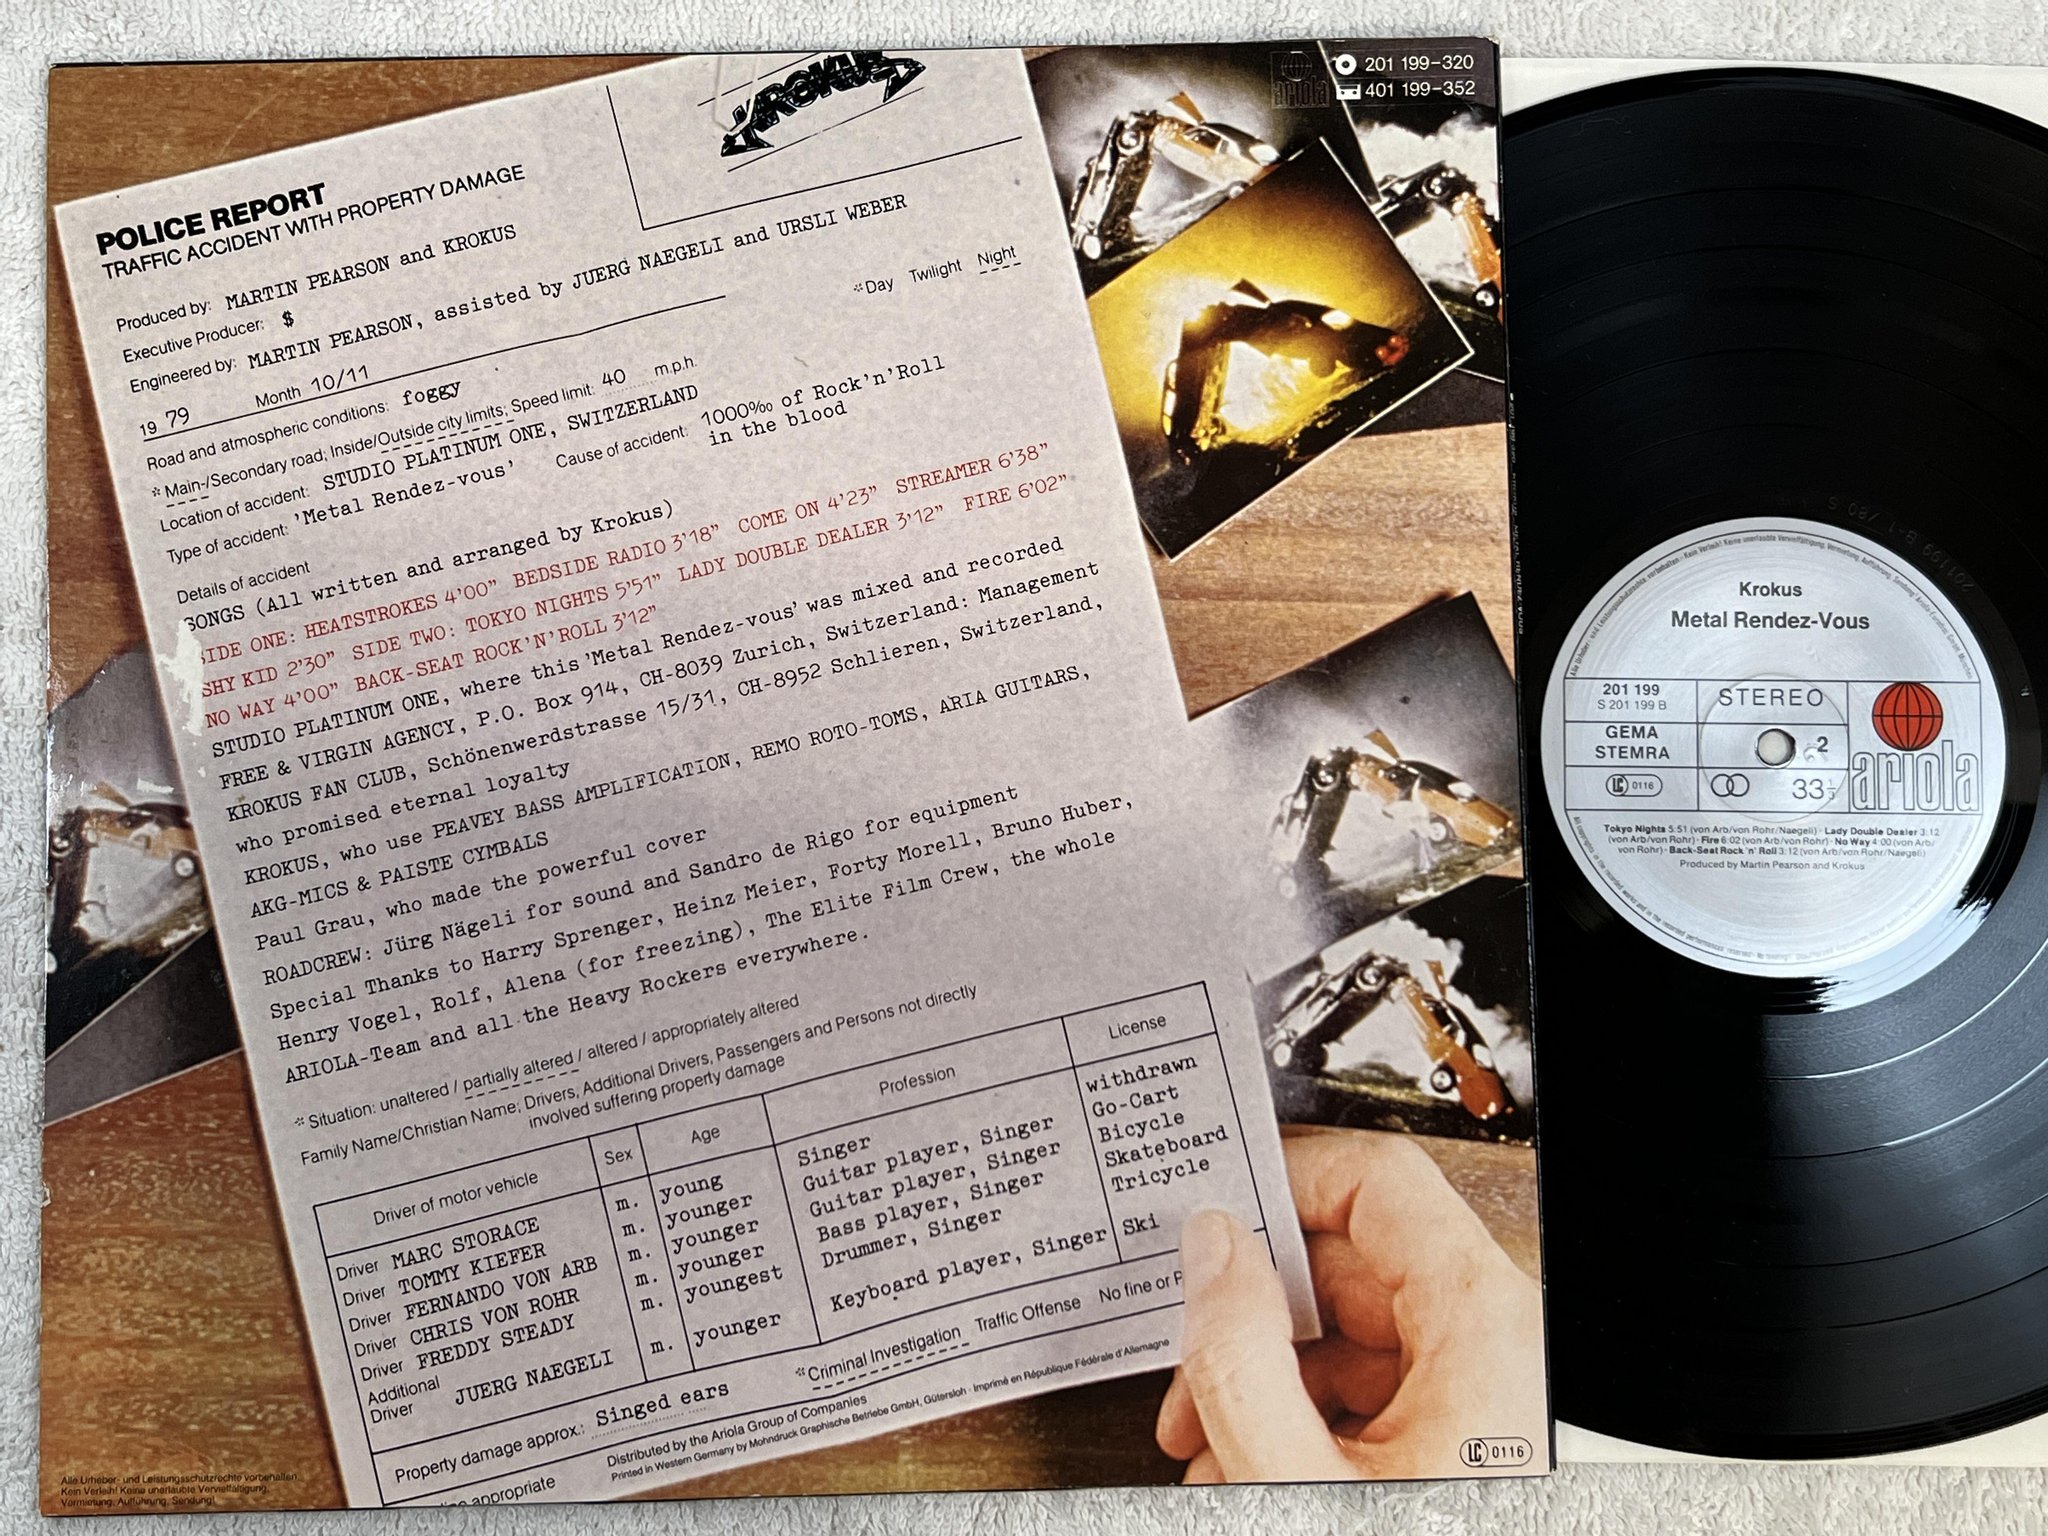 KROKUS
ariola
201 199-320
401 199-352
POLICE REPORT
TRAFFIC ACCIDENT WITH PROPERTY DAMAGE
Produced by: MARTIN PEARSON and KROKUS
Executive Producer: $
Engineered by: MARTIN PEARSON, assisted by JUERG NAEGELI and URSLI WEBER
19 79 Month 10/11 *Day Twilight Night
Road and atmospheric conditions: foggy
*Main-/Secondary road; Inside/Outside city limits; Speed limit: 40 m.p.h.
Location of accident: STUDIO PLATINUM ONE, SWITZERLAND
Type of accident: 'Metal Rendez-vous' Cause of accident: 1000‰ of Rock'n'Roll
in the blood
Details of accident
SONGS (All written and arranged by Krokus)
SIDE ONE: HEATSTROKES 4'00" BEDSIDE RADIO 3'18" COME ON 4'23" STREAMER 6'38"
SHY KID 2'30" SIDE TWO: TOKYO NIGHTS 5'51" LADY DOUBLE DEALER 3'12" FIRE 6'02"
NO WAY 4'00" BACK-SEAT ROCK'N'ROLL 3'12"
STUDIO PLATINUM ONE, where this 'Metal Rendez-vous' was mixed and recorded
FREE & VIRGIN AGENCY, P.O. Box 914, CH-8039 Zurich, Switzerland: Management
KROKUS FAN CLUB, Schönenwerdstrasse 15/31, CH-8952 Schlieren, Switzerland,
who promised eternal loyalty
KROKUS, who use PEAVEY BASS AMPLIFICATION, REMO ROTO-TOMS, ARIA GUITARS,
AKG-MICS & PAISTE CYMBALS
Paul Grau, who made the powerful cover
ROADCREW: Jürg Nägeli for sound and Sandro de Rigo for equipment
Special Thanks to Harry Sprenger, Heinz Meier, Forty Morell, Bruno Huber,
Henry Vogel, Rolf, Alena (for freezing), The Elite Film Crew, the whole
ARIOLA-Team and all the Heavy Rockers everywhere.
*Situation: unaltered / partially altered / altered / appropriately altered
Family Name/Christian Name; Drivers, Additional Drivers, Passengers and Persons not directly
involved suffering property damage
Driver of motor vehicle Sex Age Profession License
Driver MARC STORACE m. young Singer withdrawn
Driver TOMMY KIEFER m. younger Guitar player, Singer Go-Cart
Driver FERNANDO VON ARB m. younger Guitar player, Singer Bicycle
Driver CHRIS VON ROHR m. younger Bass player, Singer Skateboard
Driver FREDDY STEADY m. youngest Drummer, Singer Tricycle
Additional
Driver JUERG NAEGELI m. younger Keyboard player, Singer Ski
Property damage approx.: Singed ears *Criminal Investigation Traffic Offense No fine or P
Distributed by the Ariola Group of Companies
Printed in West Germany by Mohndruck Graphische Betriebe GmbH, Gütersloh · Imprimé en République Fédérale d'Allemagne
appropriate
Alle Urheber- und Leistungsschutzrechte vorbehalten.
Kein Verleih! Keine unerlaubte Vervielfältigung,
Vermietung, Aufführung, Sendung!
LC 0116
Krokus
Metal Rendez-Vous
201 199
S 201 199 B
STEREO
GEMA
STEMRA
2
LC 0116
33⅓
ariola
Tokyo Nights 5:51 (von Arb/von Rohr/Naegeli) · Lady Double Dealer 3:12
(von Arb/von Rohr) · Fire 6:02 (von Arb/von Rohr) · No Way 4:00 (von Arb/
von Rohr) · Back-Seat Rock 'n' Roll 3:12 (von Arb/von Rohr/Naegeli)
Produced by Martin Pearson and Krokus